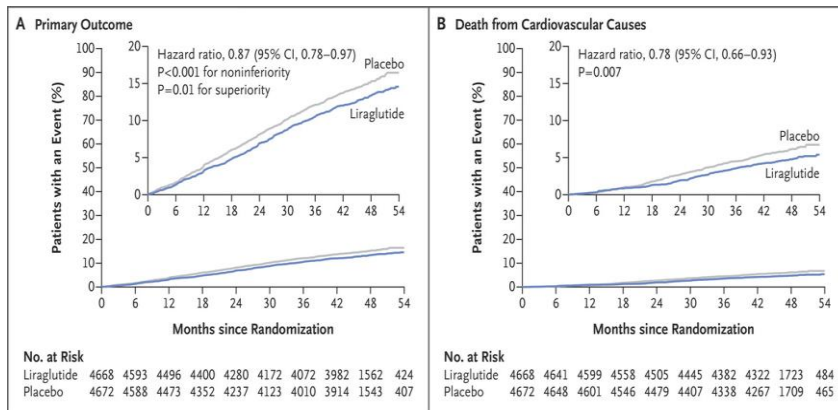 A Primary Outcome
Patients with an Event (%)
100
90
80
70
60
50
40
30
20
10
0
20
15
10
5
0
Hazard ratio, 0.87 (95% CI, 0.78–0.97)
P<0.001 for noninferiority
P=0.01 for superiority
Placebo
Liraglutide
0 6 12 18 24 30 36 42 48 54
0 6 12 18 24 30 36 42 48 54
Months since Randomization
No. at Risk
Liraglutide 4668 4593 4496 4400 4280 4172 4072 3982 1562 424
Placebo 4672 4588 4473 4352 4237 4123 4010 3914 1543 407
B Death from Cardiovascular Causes
Patients with an Event (%)
100
90
80
70
60
50
40
30
20
10
0
20
15
10
5
0
Hazard ratio, 0.78 (95% CI, 0.66–0.93)
P=0.007
Placebo
Liraglutide
0 6 12 18 24 30 36 42 48 54
0 6 12 18 24 30 36 42 48 54
Months since Randomization
No. at Risk
Liraglutide 4668 4641 4599 4558 4505 4445 4382 4322 1723 484
Placebo 4672 4648 4601 4546 4479 4407 4338 4267 1709 465